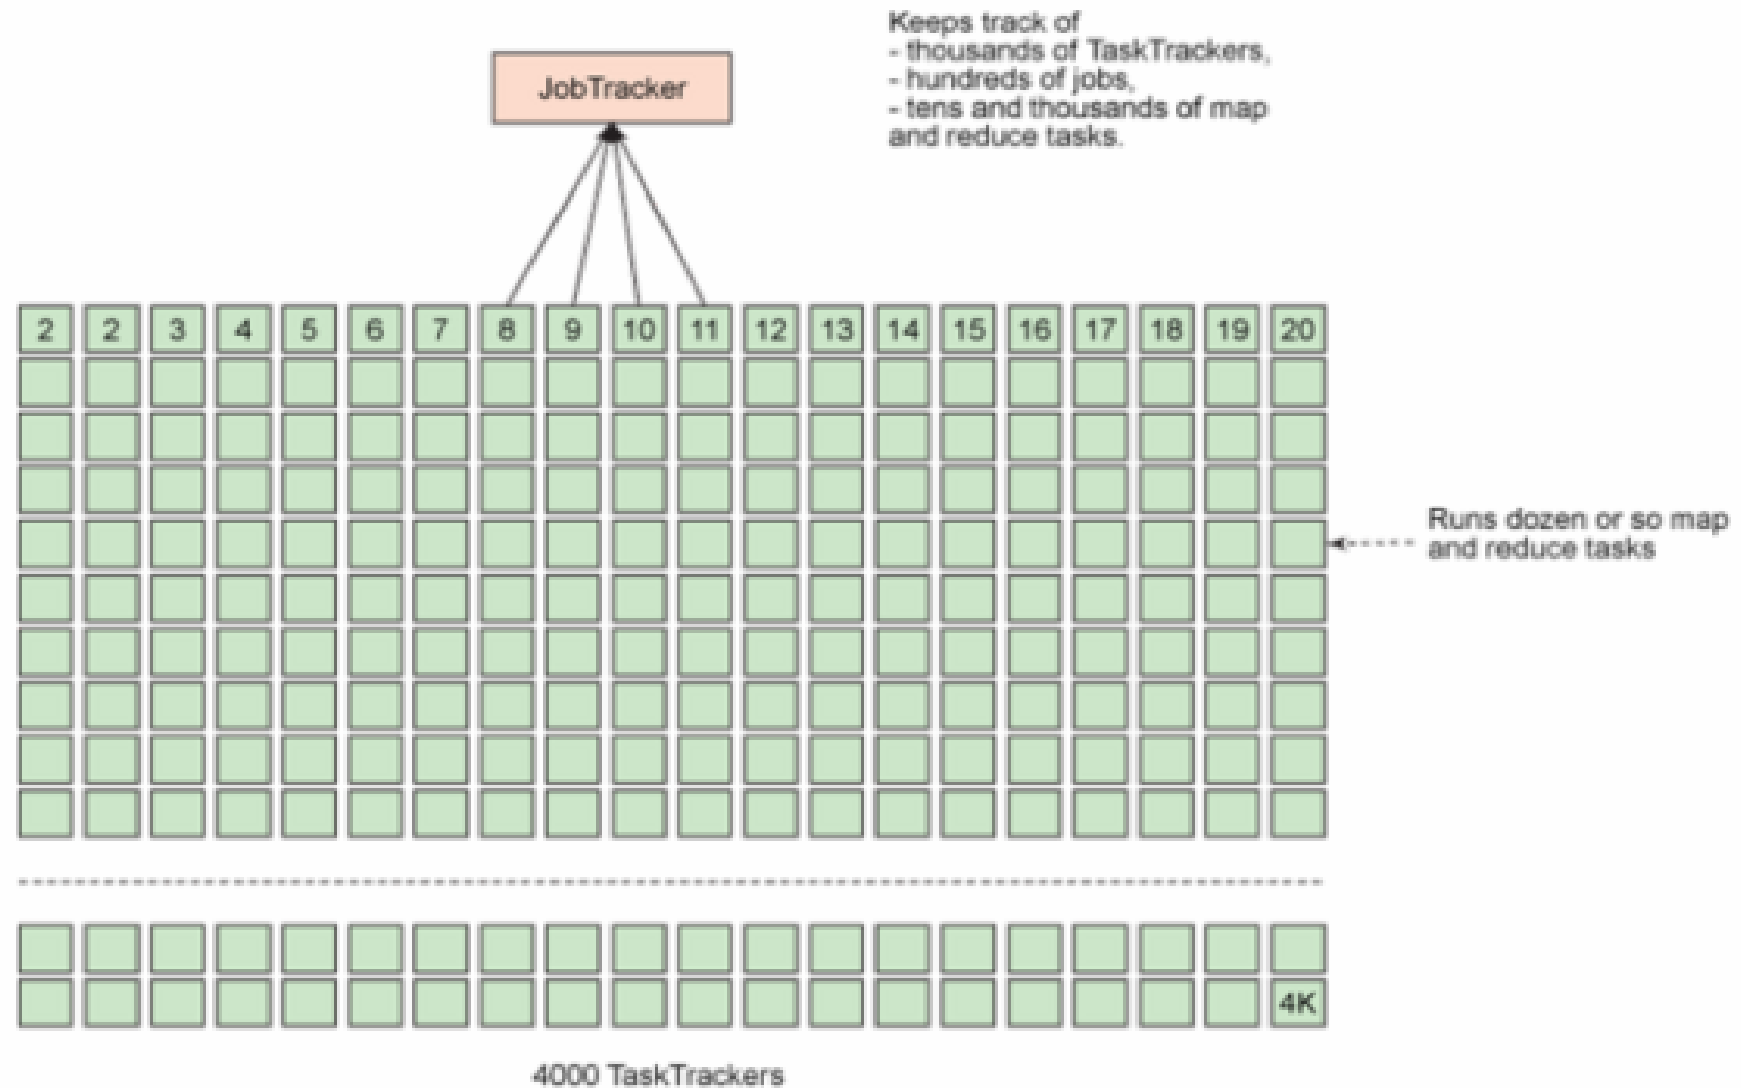 Keeps track of
- thousands of TaskTrackers,
- hundreds of jobs,
- tens and thousands of map
and reduce tasks.
JobTracker
2 2 3 4 5 6 7 8 9 10 11 12 13 14 15 16 17 18 19 20
Runs dozen or so map
and reduce tasks
4K
4000 TaskTrackers